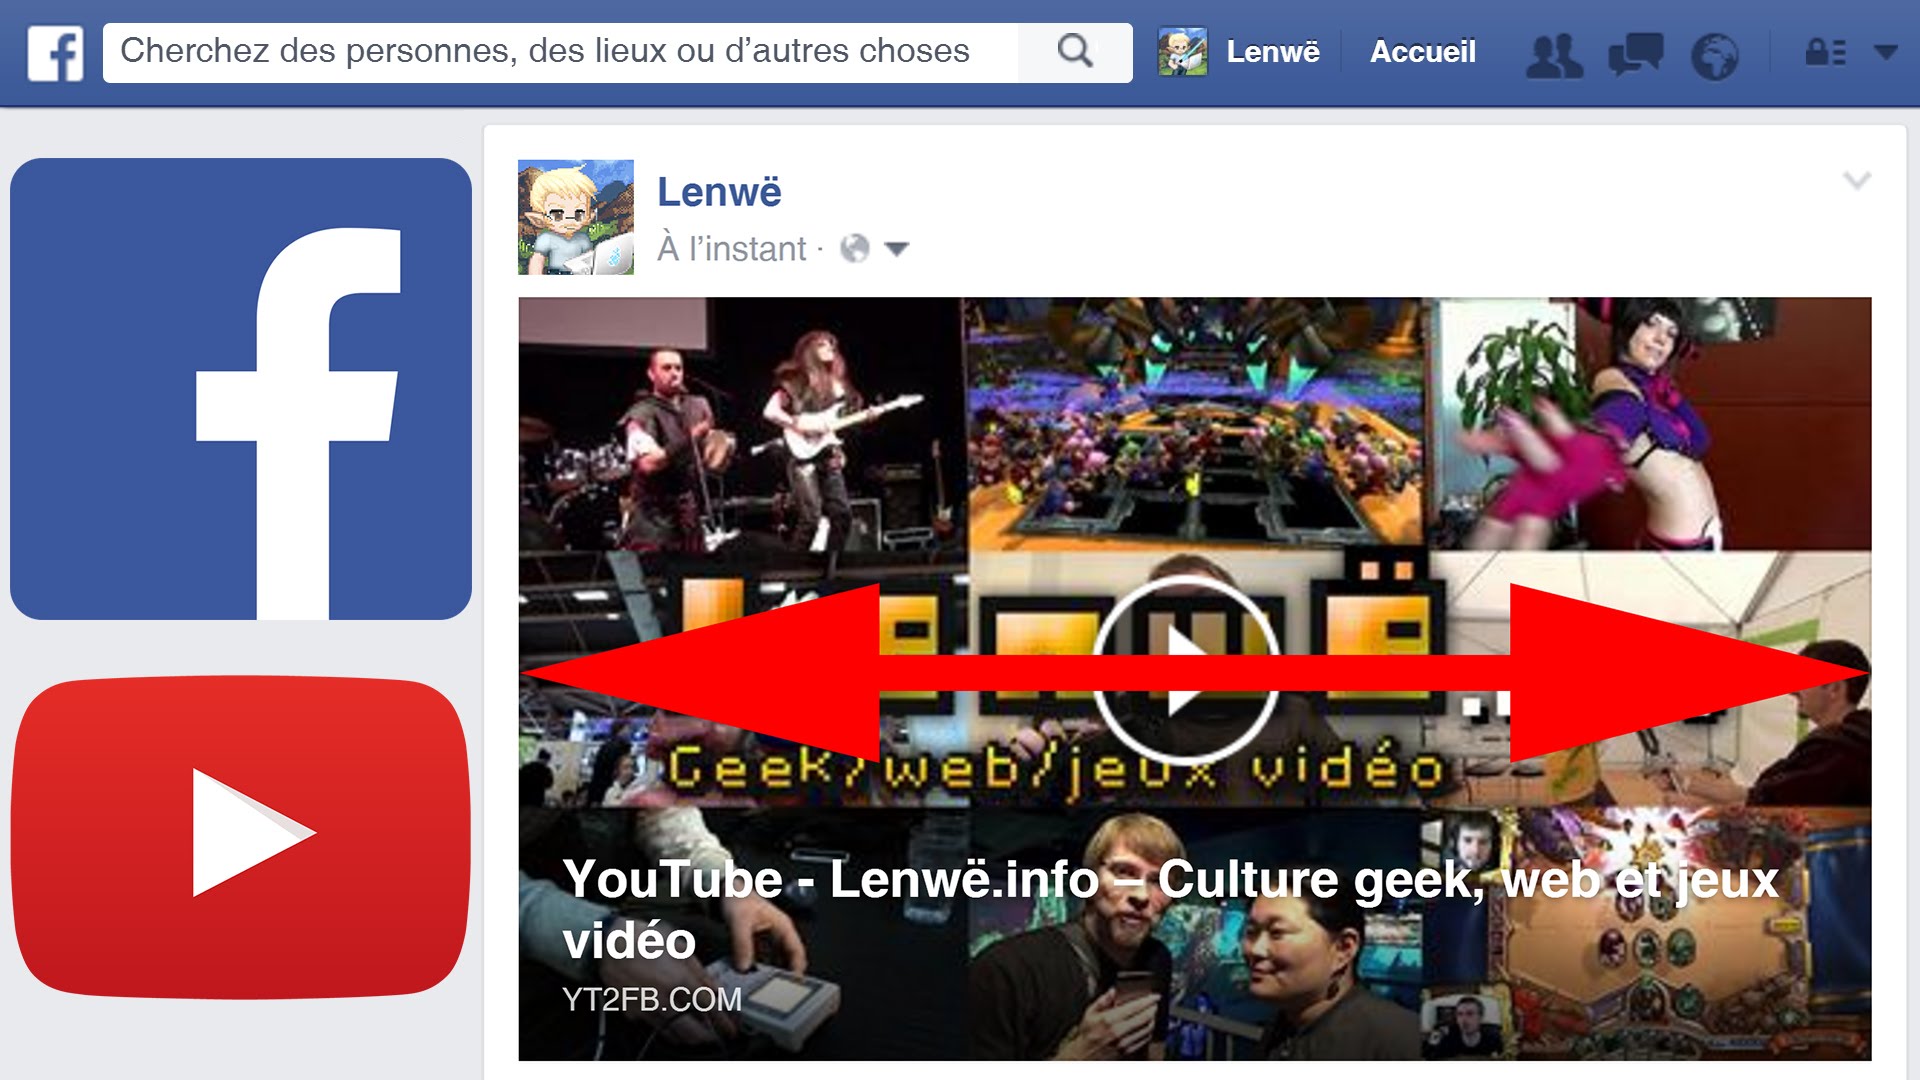 Cherchez des personnes, des lieux ou d’autres choses
Lenwë
Accueil
Lenwë
À l’instant ·
Geek/web/jeux vidéo
YouTube - Lenwë.info – Culture geek, web et jeux
vidéo
YT2FB.COM